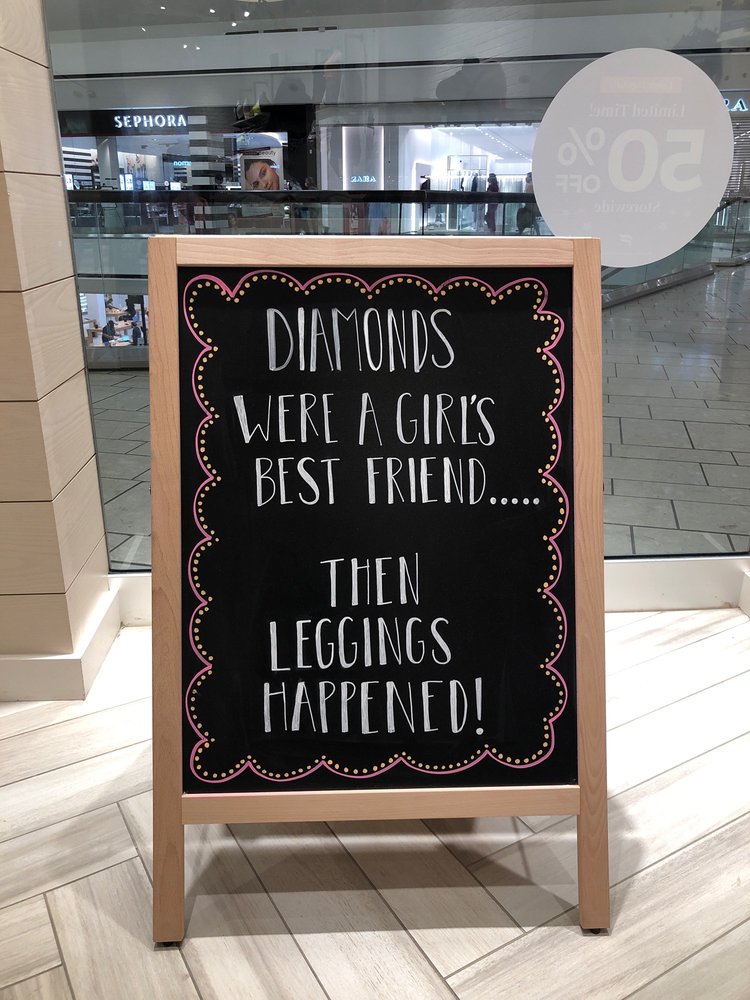 SEPHORA
Limited Time!
50% OFF
Storewide
ZARA
DIAMONDS
WERE A GIRL'S
BEST FRIEND.....
THEN
LEGGINGS
HAPPENED!